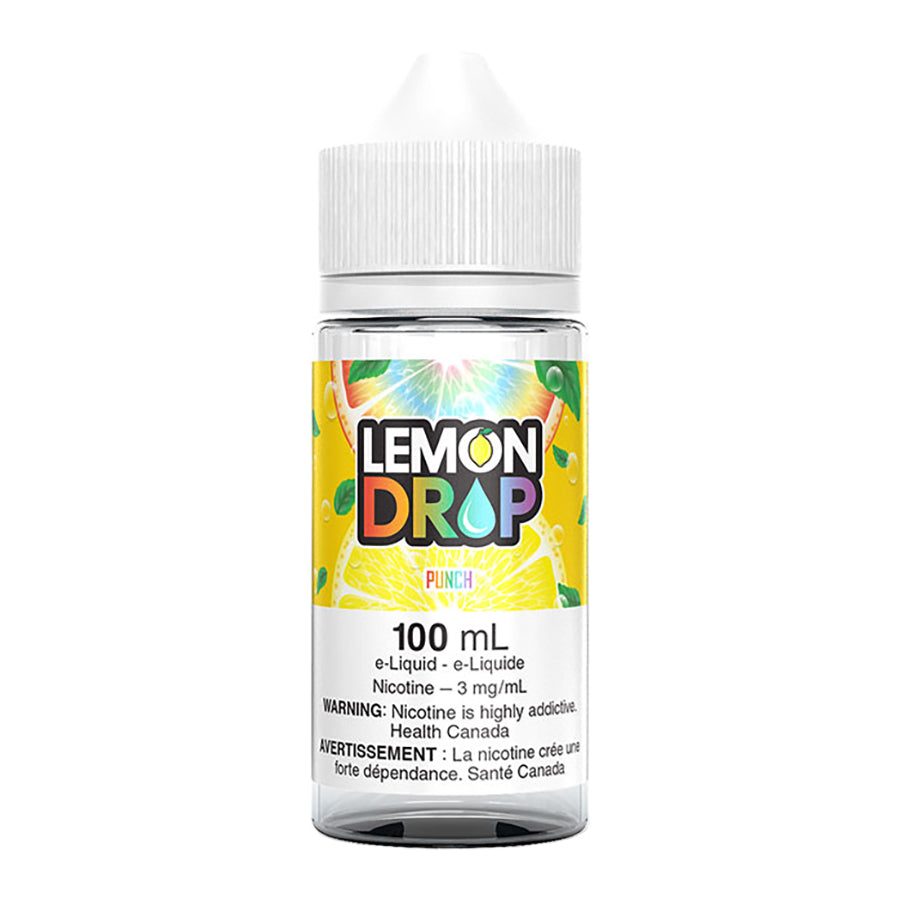 LEMON
DROP
PUNCH
100 mL
e-Liquid - e-Liquide
Nicotine – 3 mg/mL
WARNING: Nicotine is highly addictive.
Health Canada
AVERTISSEMENT : La nicotine crée une
forte dépendance. Santé Canada